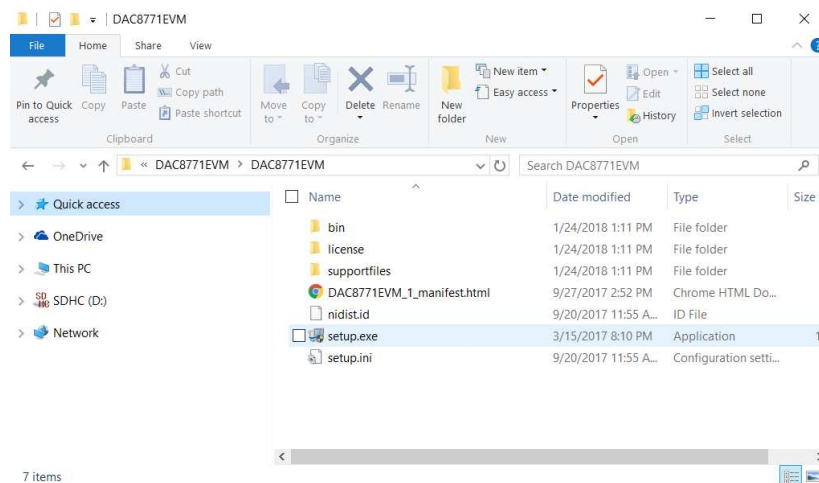 DAC8771EVM
File Home Share View
Pin to Quick access
Copy
Paste
Cut
Copy path
Paste shortcut
Clipboard
Move to
Copy to
Delete
Rename
Organize
New folder
New item
Easy access
New
Properties
Open
Edit
History
Open
Select all
Select none
Invert selection
Select
« DAC8771EVM > DAC8771EVM
Search DAC8771EVM
Quick access
OneDrive
This PC
SDHC (D:)
Network
Name Date modified Type Size
bin 1/24/2018 1:11 PM File folder
license 1/24/2018 1:11 PM File folder
supportfiles 1/24/2018 1:11 PM File folder
DAC8771EVM_1_manifest.html 9/27/2017 2:52 PM Chrome HTML Do...
nidist.id 9/20/2017 11:55 A... ID File
setup.exe 3/15/2017 8:10 PM Application 1
setup.ini 9/20/2017 11:55 A... Configuration setti...
7 items